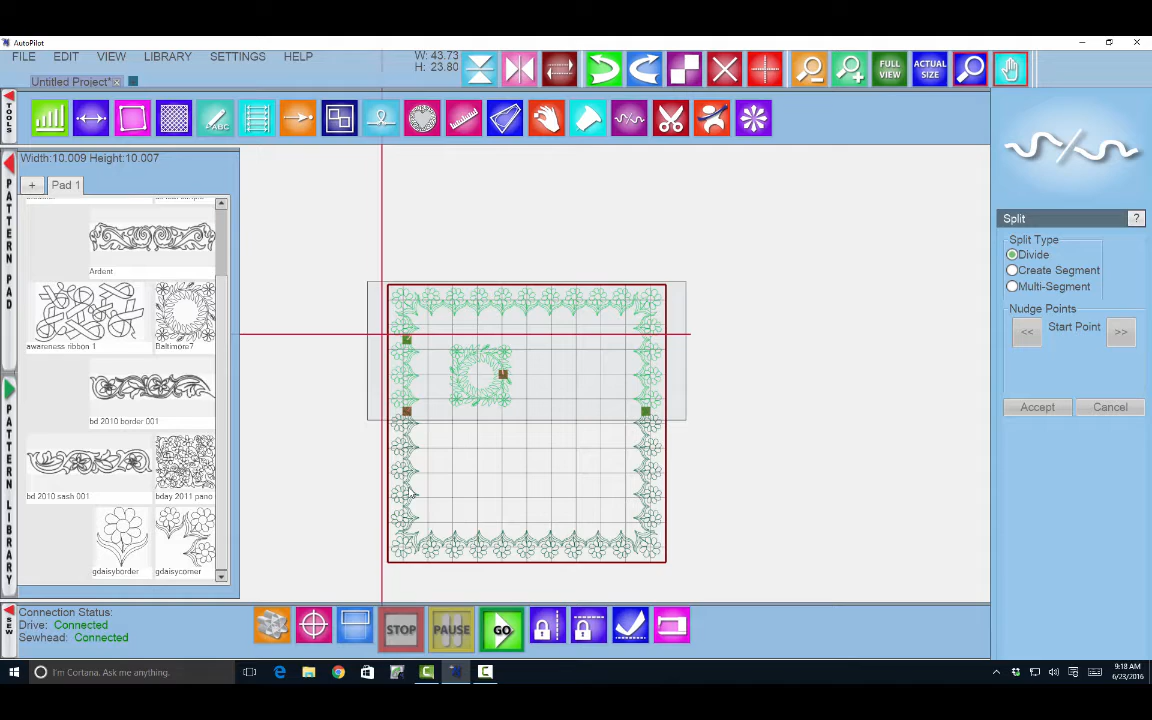 AutoPilot
FILE EDIT VIEW LIBRARY SETTINGS HELP
W: 43.73
H: 23.80
FULL VIEW
ACTUAL SIZE
Untitled Project*
TOOLS
ABC
Width:10.009 Height:10.007
+ Pad 1
PATTERN PAD
Ardent
awareness ribbon 1 Baltimore7
bd 2010 border 001
bd 2010 sash 001 bday 2011 pano
gdaisyborder gdaisycorner
PATTERN LIBRARY
Split ?
Split Type
Divide
Create Segment
Multi-Segment
Nudge Points
<< Start Point >>
Accept Cancel
SEW
Connection Status:
Drive: Connected
Sewhead: Connected
STOP PAUSE GO
I'm Cortana. Ask me anything.
9:18 AM
6/23/2016